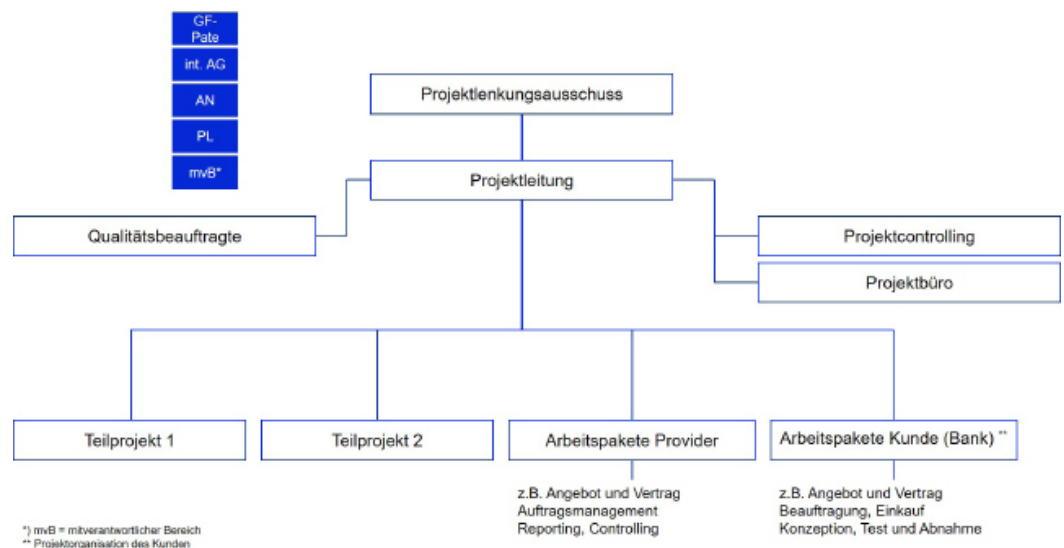 GF-
Pate
int. AG
AN
PL
mvB*
Projektlenkungsausschuss
Projektleitung
Qualitätsbeauftragte
Projektcontrolling
Projektbüro
Teilprojekt 1
Teilprojekt 2
Arbeitspakete Provider
Arbeitspakete Kunde (Bank) **
z.B. Angebot und Vertrag
Auftragsmanagement
Reporting, Controlling
z.B. Angebot und Vertrag
Beauftragung, Einkauf
Konzeption, Test und Abnahme
*) mvB = mitverantwortlicher Bereich
** Projektorganisation des Kunden